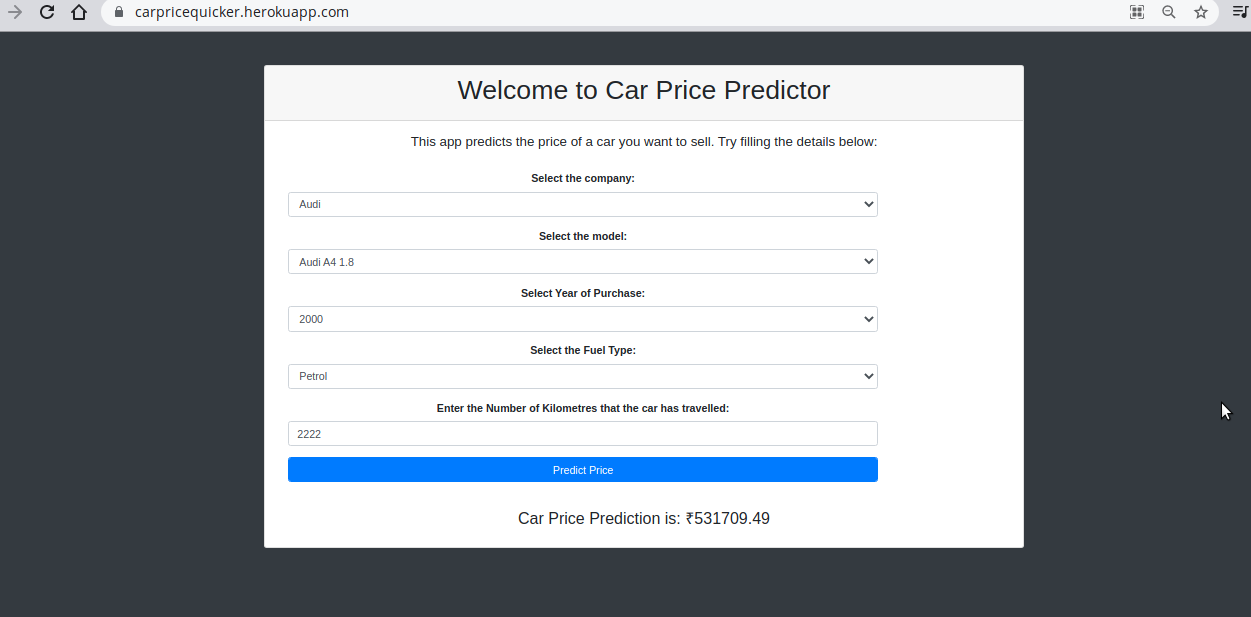 carpricequicker.herokuapp.com
Welcome to Car Price Predictor
This app predicts the price of a car you want to sell. Try filling the details below:
Select the company:
Audi
Select the model:
Audi A4 1.8
Select Year of Purchase:
2000
Select the Fuel Type:
Petrol
Enter the Number of Kilometres that the car has travelled:
2222
Predict Price
Car Price Prediction is: ₹531709.49